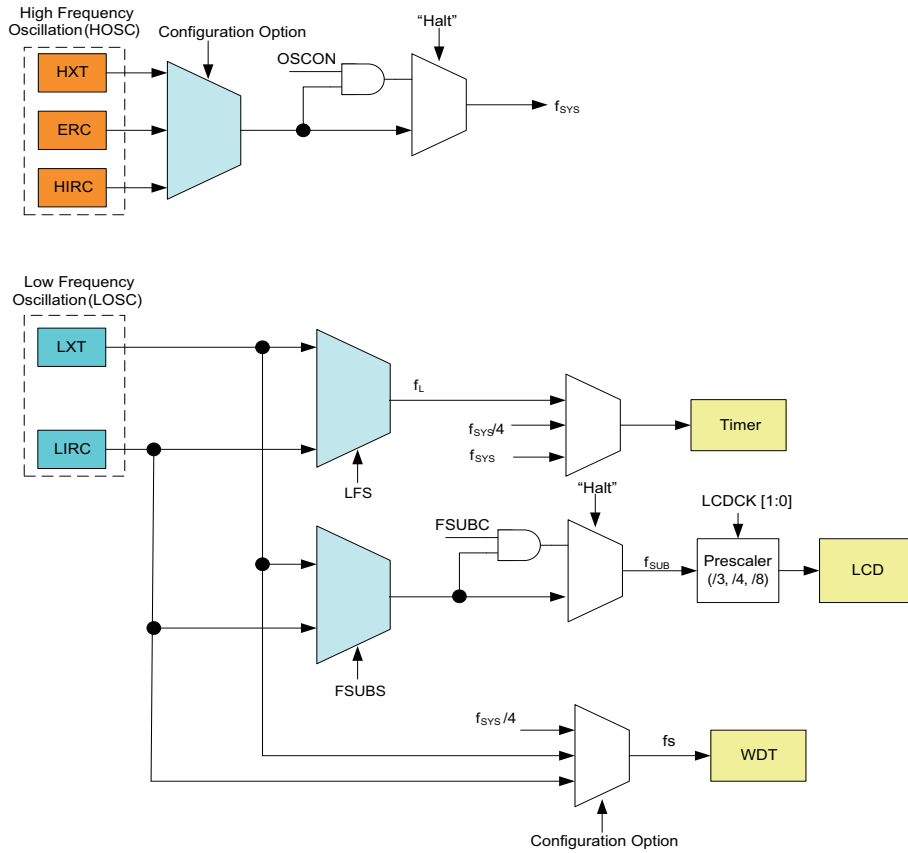 High Frequency
Oscillation (HOSC)
Configuration Option
"Halt"
HXT
OSCON
fSYS
ERC
HIRC
Low Frequency
Oscillation (LOSC)
LXT
LIRC
fL
fSYS/4
fSYS
Timer
LFS
"Halt"
LCDCK [1:0]
FSUBC
fSUB
Prescaler
(/3, /4, /8)
LCD
FSUBS
fSYS /4
fs
WDT
Configuration Option